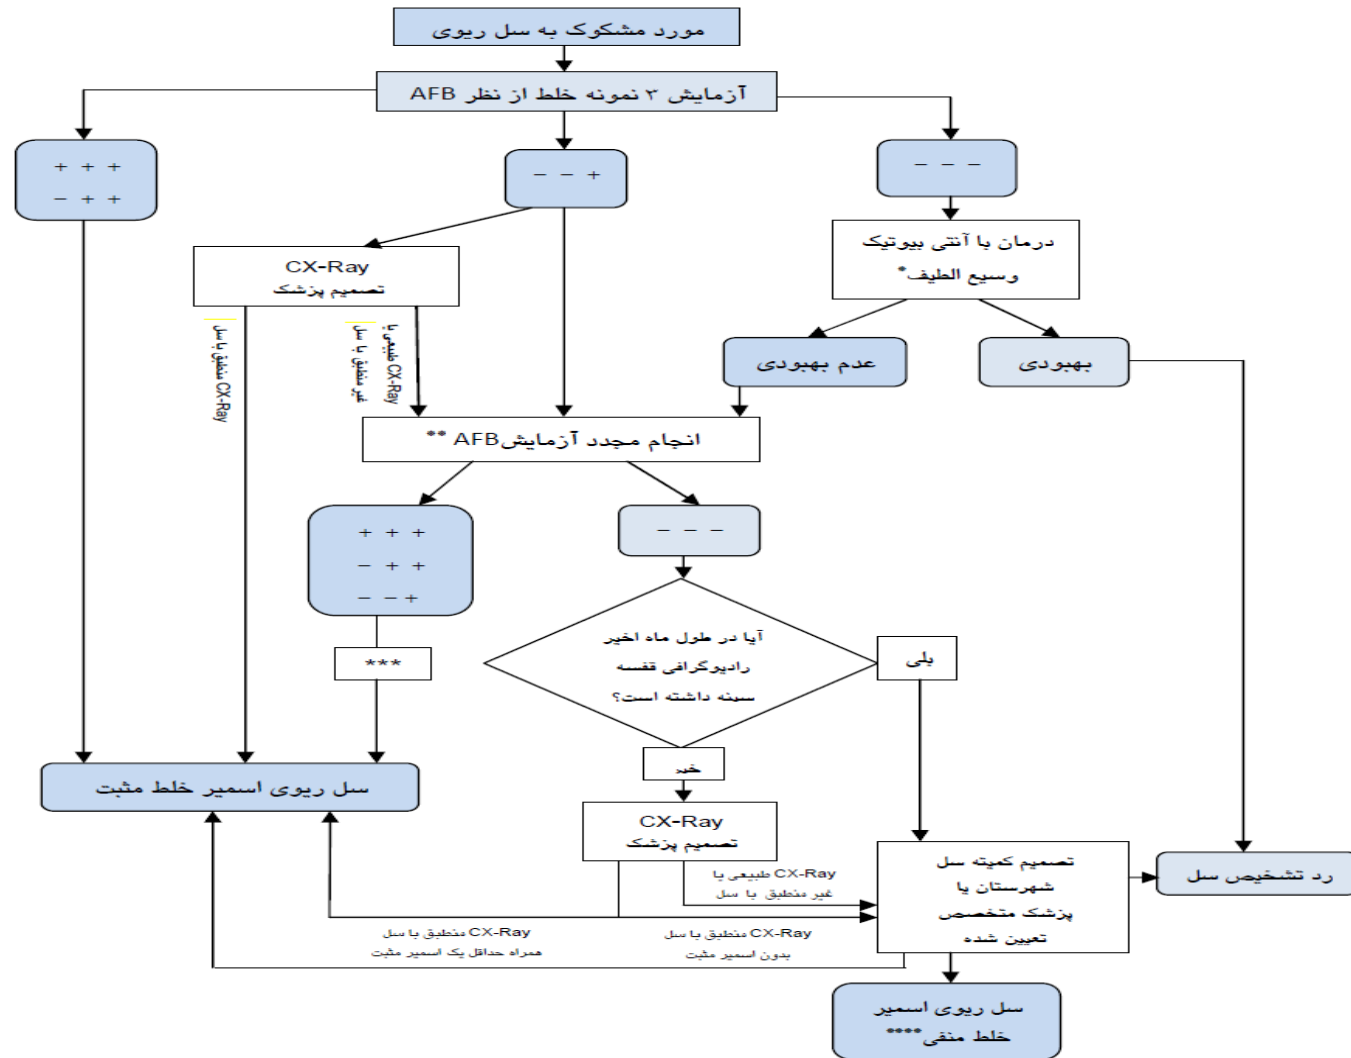 مورد مشکوک به سل ریوی
آزمایش ۳ نمونه خلط از نظر AFB
+ + +
− + +
− − +
− − −
درمان با آنتی بیوتیک
وسیع الطیف*
CX-Ray
تصمیم پزشک
CX-Ray منطبق با سل
CX-Ray طبیعی یا
غیر منطبق با سل
عدم بهبودی
بهبودی
انجام مجدد آزمایش AFB **
+ + +
− + +
− − +
− − −
***
آیا در طول ماه اخیر
رادیوگرافی قفسه
سینه داشته است؟
بلی
خیر
سل ریوی اسمیر خلط مثبت
CX-Ray
تصمیم پزشک
CX-Ray طبیعی یا
غیر منطبق با سل
تصمیم کمیته سل
شهرستان یا
پزشک متخصص
تعیین شده
رد تشخیص سل
CX-Ray منطبق با سل
همراه حداقل یک اسمیر مثبت
CX-Ray منطبق با سل
بدون اسمیر مثبت
سل ریوی اسمیر
خلط منفی****